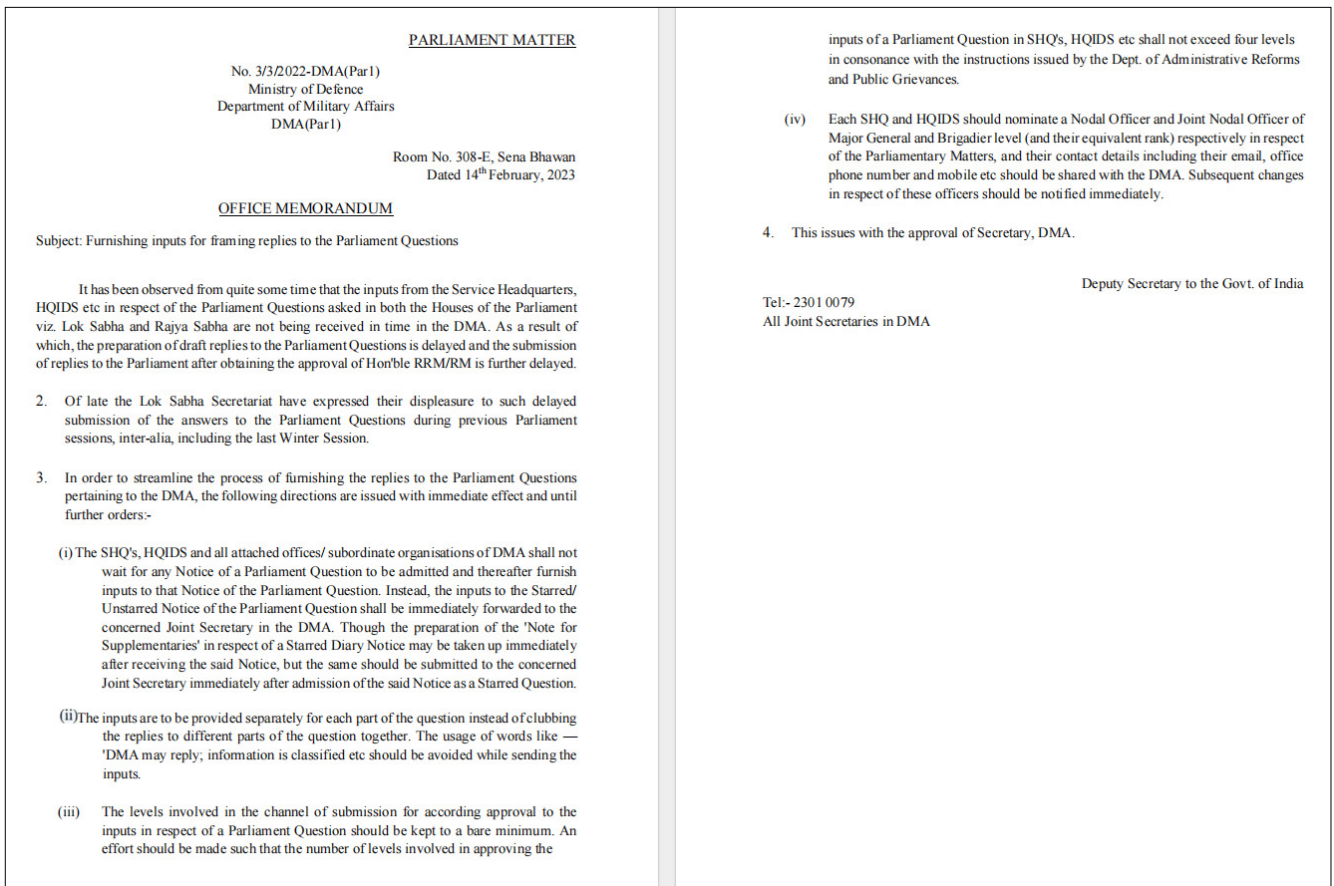 PARLIAMENT MATTER
No. 3/3/2022-DMA(Par1)
Ministry of Defence
Department of Military Affairs
DMA(Par1)
Room No. 308-E, Sena Bhawan
Dated 14th February, 2023
OFFICE MEMORANDUM
Subject: Furnishing inputs for framing replies to the Parliament Questions
It has been observed from quite some time that the inputs from the Service Headquarters,
HQIDS etc in respect of the Parliament Questions asked in both the Houses of the Parliament
viz. Lok Sabha and Rajya Sabha are not being received in time in the DMA. As a result of
which, the preparation of draft replies to the Parliament Questions is delayed and the submission
of replies to the Parliament after obtaining the approval of Hon'ble RRM/RM is further delayed.
2. Of late the Lok Sabha Secretariat have expressed their displeasure to such delayed
submission of the answers to the Parliament Questions during previous Parliament
sessions, inter-alia, including the last Winter Session.
3. In order to streamline the process of furnishing the replies to the Parliament Questions
pertaining to the DMA, the following directions are issued with immediate effect and until
further orders:-
(i) The SHQ's, HQIDS and all attached offices/ subordinate organisations of DMA shall not
wait for any Notice of a Parliament Question to be admitted and thereafter furnish
inputs to that Notice of the Parliament Question. Instead, the inputs to the Starred/
Unstarred Notice of the Parliament Question shall be immediately forwarded to the
concerned Joint Secretary in the DMA. Though the preparation of the 'Note for
Supplementaries' in respect of a Starred Diary Notice may be taken up immediately
after receiving the said Notice, but the same should be submitted to the concerned
Joint Secretary immediately after admission of the said Notice as a Starred Question.
(ii)The inputs are to be provided separately for each part of the question instead of clubbing
the replies to different parts of the question together. The usage of words like —
'DMA may reply; information is classified etc should be avoided while sending the
inputs.
(iii) The levels involved in the channel of submission for according approval to the
inputs in respect of a Parliament Question should be kept to a bare minimum. An
effort should be made such that the number of levels involved in approving the
inputs of a Parliament Question in SHQ's, HQIDS etc shall not exceed four levels
in consonance with the instructions issued by the Dept. of Administrative Reforms
and Public Grievances.
(iv) Each SHQ and HQIDS should nominate a Nodal Officer and Joint Nodal Officer of
Major General and Brigadier level (and their equivalent rank) respectively in respect
of the Parliamentary Matters, and their contact details including their email, office
phone number and mobile etc should be shared with the DMA. Subsequent changes
in respect of these officers should be notified immediately.
4. This issues with the approval of Secretary, DMA.
Deputy Secretary to the Govt. of India
Tel:- 2301 0079
All Joint Secretaries in DMA